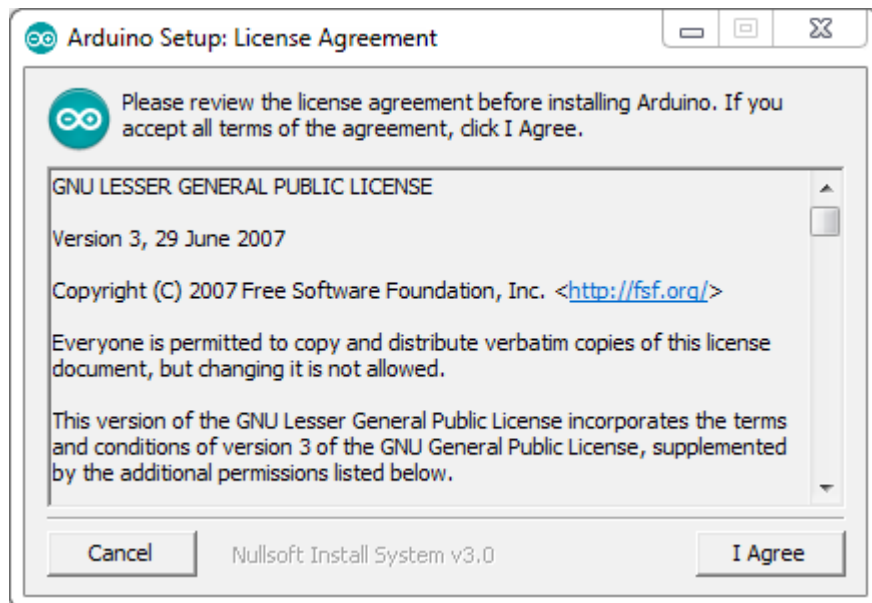 Arduino Setup: License Agreement
Please review the license agreement before installing Arduino. If you
accept all terms of the agreement, click I Agree.
GNU LESSER GENERAL PUBLIC LICENSE
Version 3, 29 June 2007
Copyright (C) 2007 Free Software Foundation, Inc. <http://fsf.org/>
Everyone is permitted to copy and distribute verbatim copies of this license
document, but changing it is not allowed.
This version of the GNU Lesser General Public License incorporates the terms
and conditions of version 3 of the GNU General Public License, supplemented
by the additional permissions listed below.
Cancel
Nullsoft Install System v3.0
I Agree